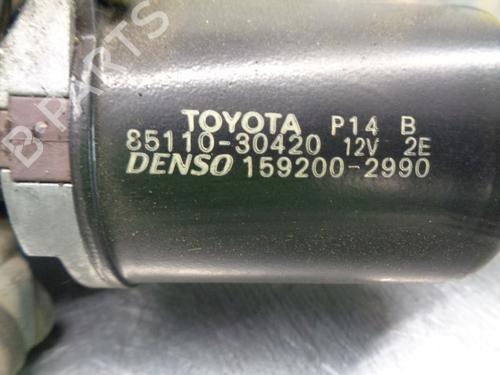 TOYOTA P14 B
85110-30420 12V 2E
DENSO 159200-2990
B-PARTS